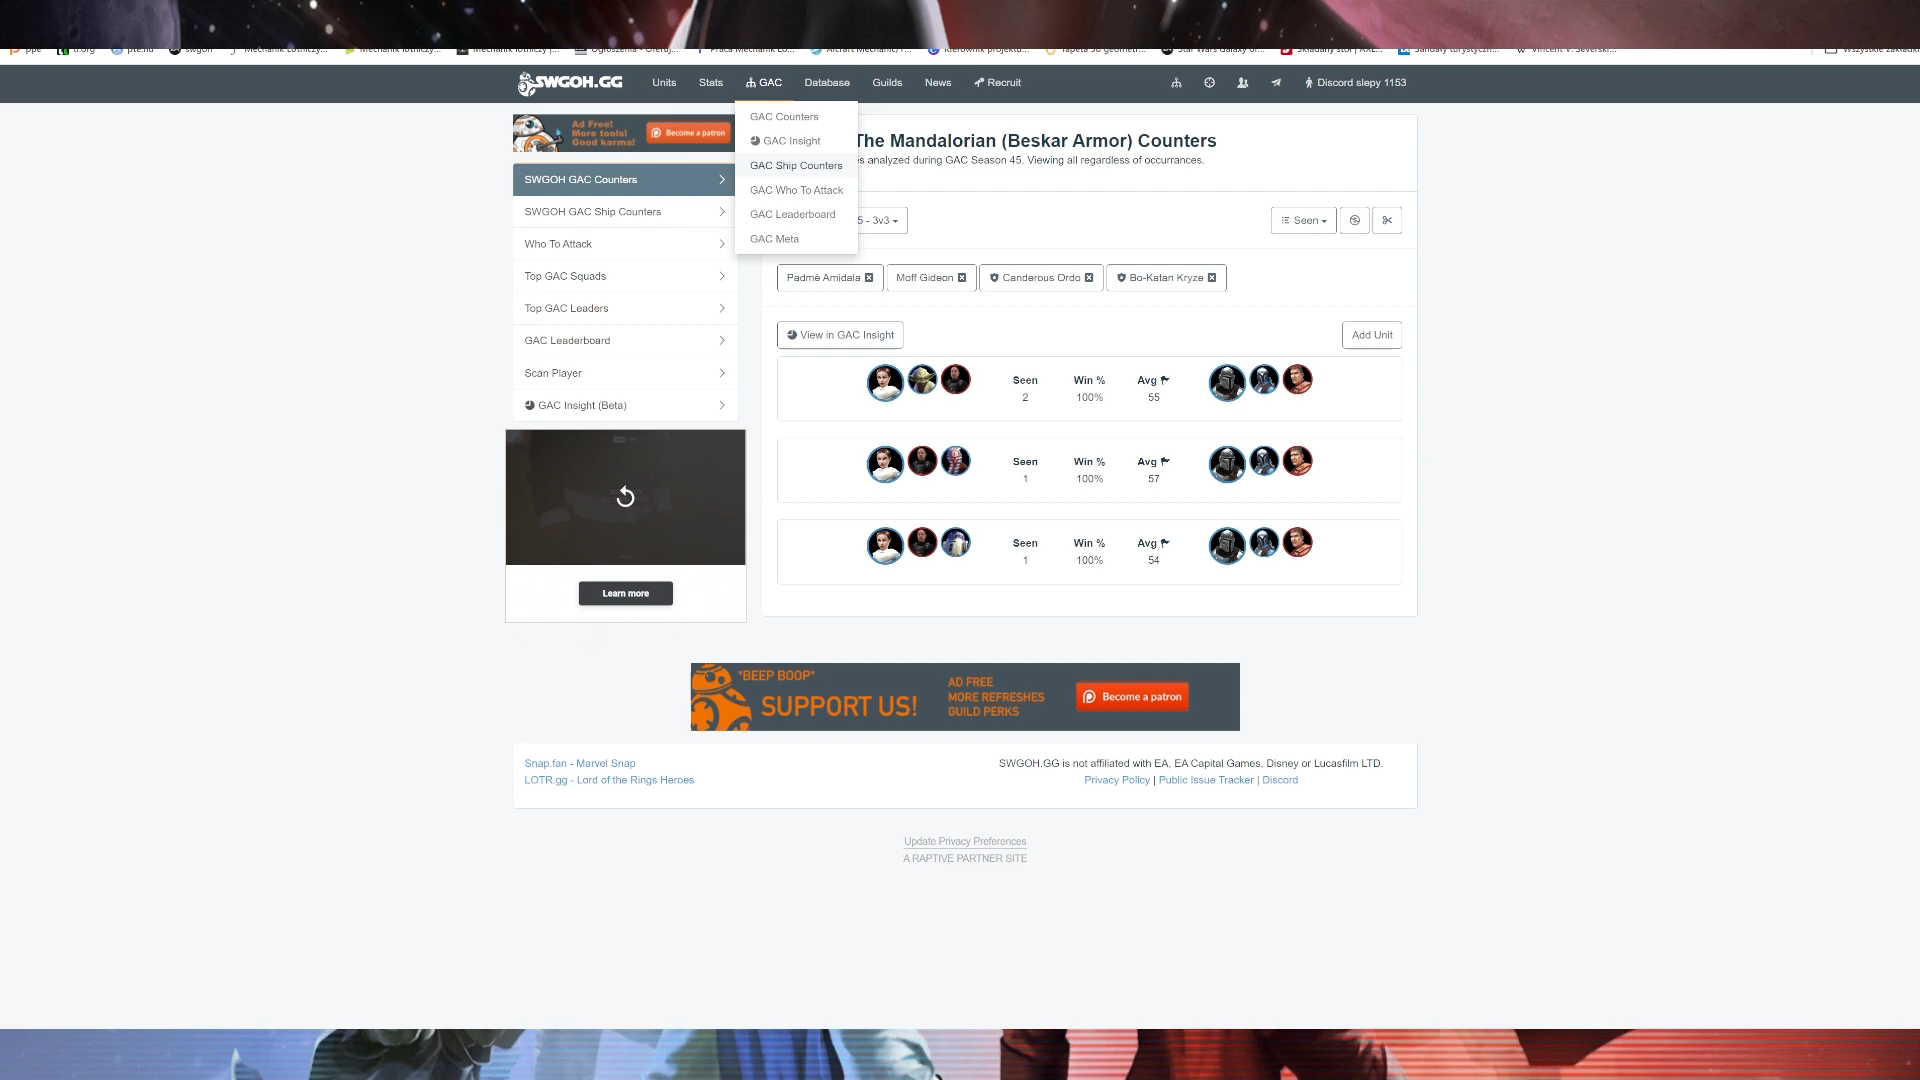 SWGOH.GG
Units
Stats
GAC
Database
Guilds
News
Recruit
Discord slepy 1153
Ad Free!
More tools!
Good karma!
Become a patron
GAC Counters
GAC Insight
GAC Ship Counters
GAC Who To Attack
GAC Leaderboard
GAC Meta
SWGOH GAC Counters
SWGOH GAC Ship Counters
Who To Attack
Top GAC Squads
Top GAC Leaders
GAC Leaderboard
Scan Player
GAC Insight (Beta)
Learn more
The Mandalorian (Beskar Armor) Counters
analyzed during GAC Season 45. Viewing all regardless of occurrances.
5 - 3v3
Seen
Padmé Amidala
Moff Gideon
Canderous Ordo
Bo-Katan Kryze
View in GAC Insight
Add Unit
Seen Win % Avg
2 100% 55
Seen Win % Avg
1 100% 57
Seen Win % Avg
1 100% 54
*BEEP BOOP*
SUPPORT US!
AD FREE
MORE REFRESHES
GUILD PERKS
Become a patron
Snap.fan - Marvel Snap
LOTR.gg - Lord of the Rings Heroes
SWGOH.GG is not affiliated with EA, EA Capital Games, Disney or Lucasfilm LTD.
Privacy Policy | Public Issue Tracker | Discord
Update Privacy Preferences
A RAPTIVE PARTNER SITE